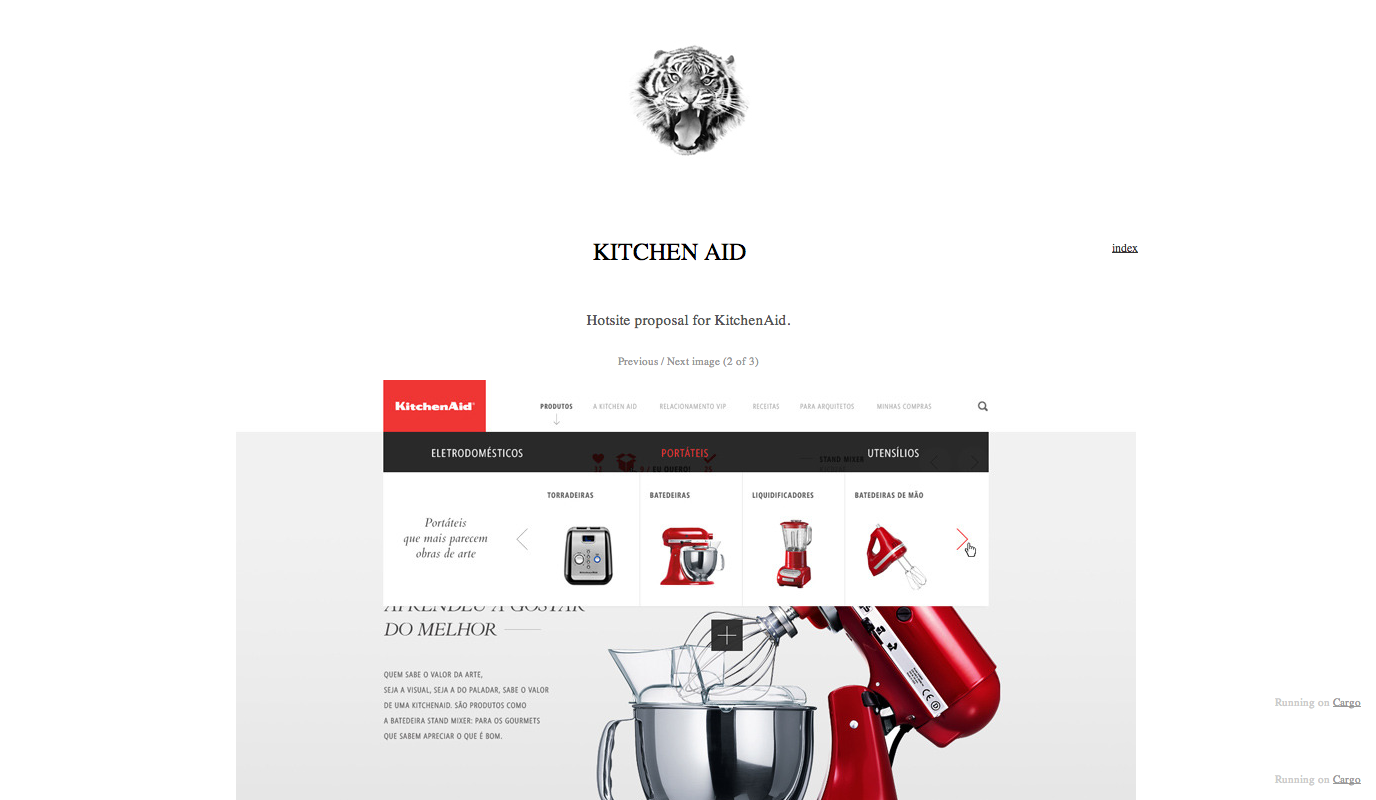 KITCHEN AID
index
Hotsite proposal for KitchenAid.
Previous / Next image (2 of 3)
KitchenAid
PRODUTOS
A KITCHEN AID
RELACIONAMENTO VIP
RECEITAS
PARA ARQUITETOS
MINHAS COMPRAS
ELETRODOMÉSTICOS
PORTÁTEIS
UTENSÍLIOS
EU QUERO!
STAND MIXER
TORRADEIRAS
BATEDEIRAS
LIQUIDIFICADORES
BATEDEIRAS DE MÃO
Portáteis
que mais parecem
obras de arte
APRENDEU A GOSTAR
DO MELHOR
QUEM SABE O VALOR DA ARTE,
SEJA A VISUAL, SEJA A DO PALADAR, SABE O VALOR
DE UMA KITCHENAID. SÃO PRODUTOS COMO
A BATEDEIRA STAND MIXER: PARA OS GOURMETS
QUE SABEM APRECIAR O QUE É BOM.
Running on Cargo
Running on Cargo